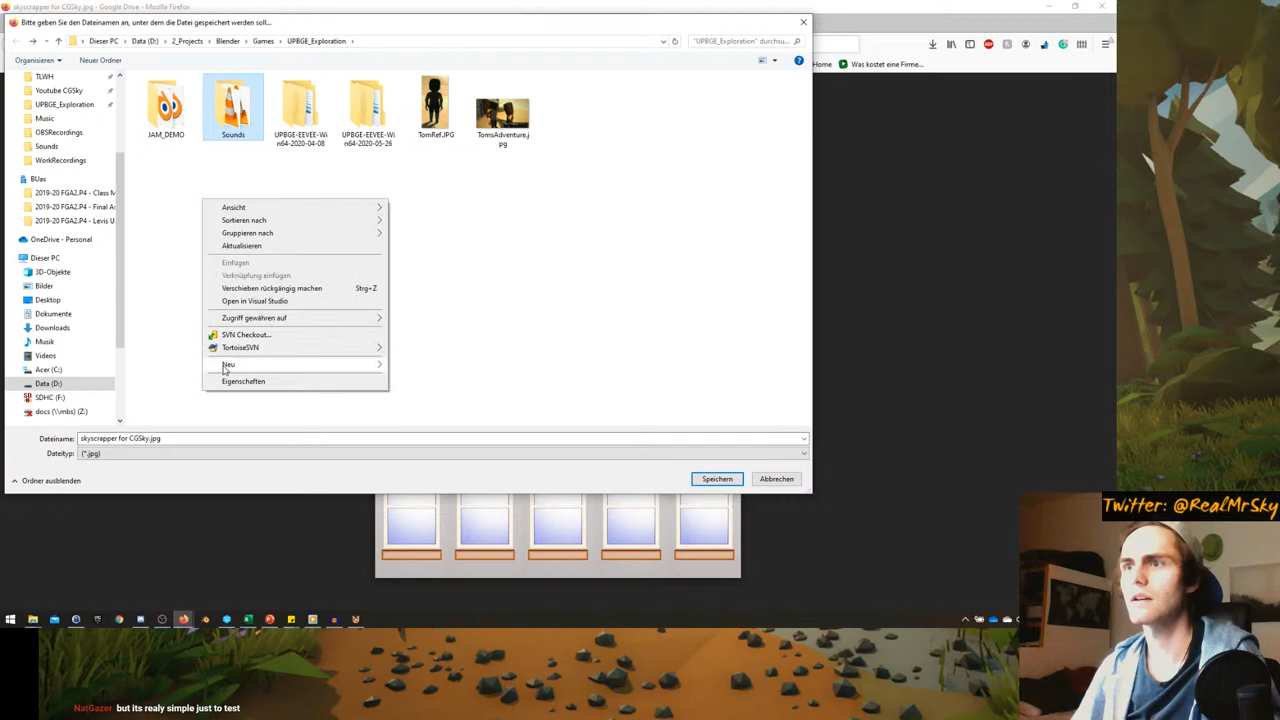 skyscrapper for CGSky.jpg - Google Drive - Mozilla Firefox
Bitte geben Sie den Dateinamen an, unter dem die Datei gespeichert werden soll...
Dieser PC > Data (D:) > 2_Projects > Blender > Games > UPBGE_Exploration >
"UPBGE_Exploration" durchsu...
Organisieren
Neuer Ordner
Home
Was kostet eine Firme...
TLWH
Youtube CGSky
UPBGE_Exploration
Music
OBSRecordings
Sounds
WorkRecordings
BUas
2019-20 FGA2.P4 - Class M
2019-20 FGA2.P4 - Final As
2019-20 FGA2.P4 - Levis U
OneDrive - Personal
Dieser PC
3D-Objekte
Bilder
Desktop
Dokumente
Downloads
Musik
Videos
Acer (C:)
Data (D:)
SDHC (F:)
docs (\\mbs) (Z:)
JAM_DEMO
Sounds
UPBGE-EEVEE-Wi
n64-2020-04-08
UPBGE-EEVEE-Wi
n64-2020-05-26
TomRef.JPG
TomsAdventure.j
pg
Ansicht
Sortieren nach
Gruppieren nach
Aktualisieren
Einfügen
Verknüpfung einfügen
Verschieben rückgängig machen Strg+Z
Open in Visual Studio
Zugriff gewähren auf
SVN Checkout...
TortoiseSVN
Neu
Eigenschaften
Dateiname: skyscrapper for CGSky.jpg
Dateityp: (*.jpg)
Ordner ausblenden
Speichern
Abbrechen
Twitter: @RealMrSky
NatGazer but its realy simple just to test